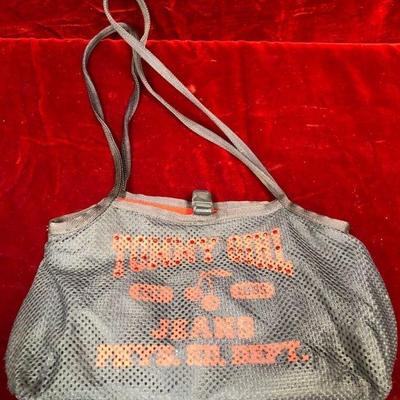 TOMMY GIRL
JEANS
PHYS. ED. DEPT.